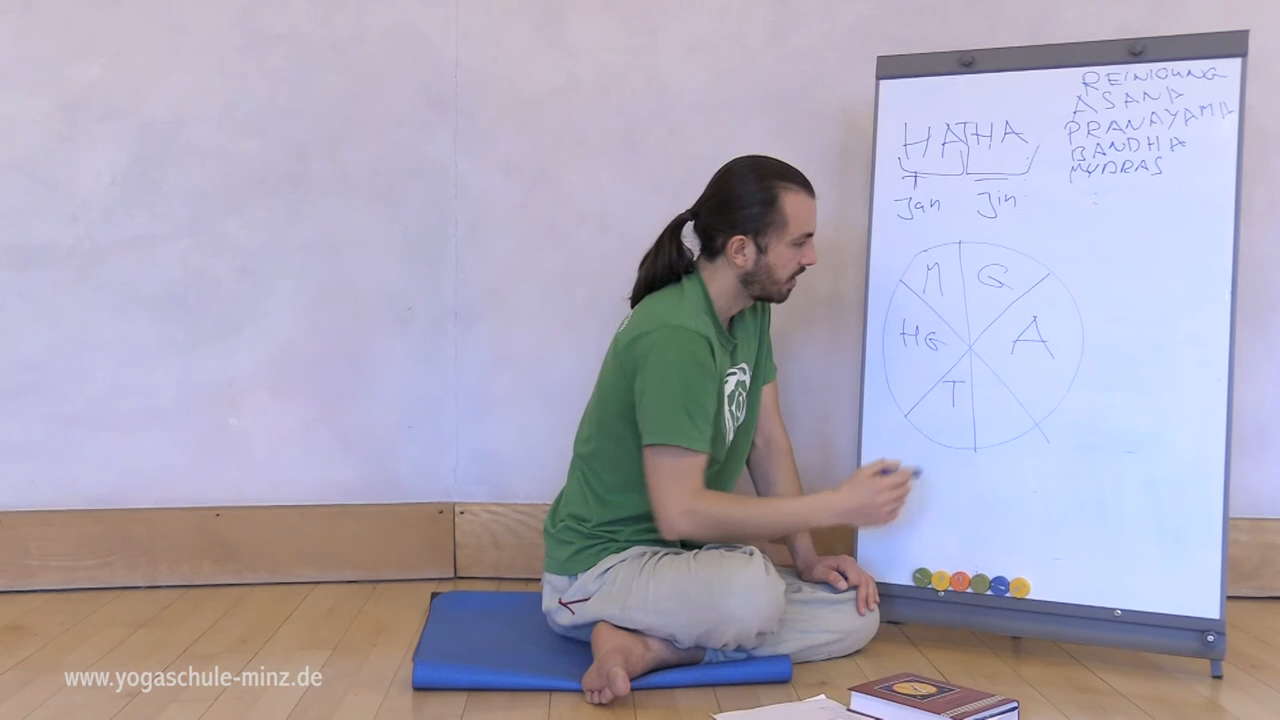 REINIGUNG
ASANA
PRANAYAMA
BANDHA
MUDRAS
HATHA
Jan Jin
M G
HG A
T
www.yogaschule-minz.de